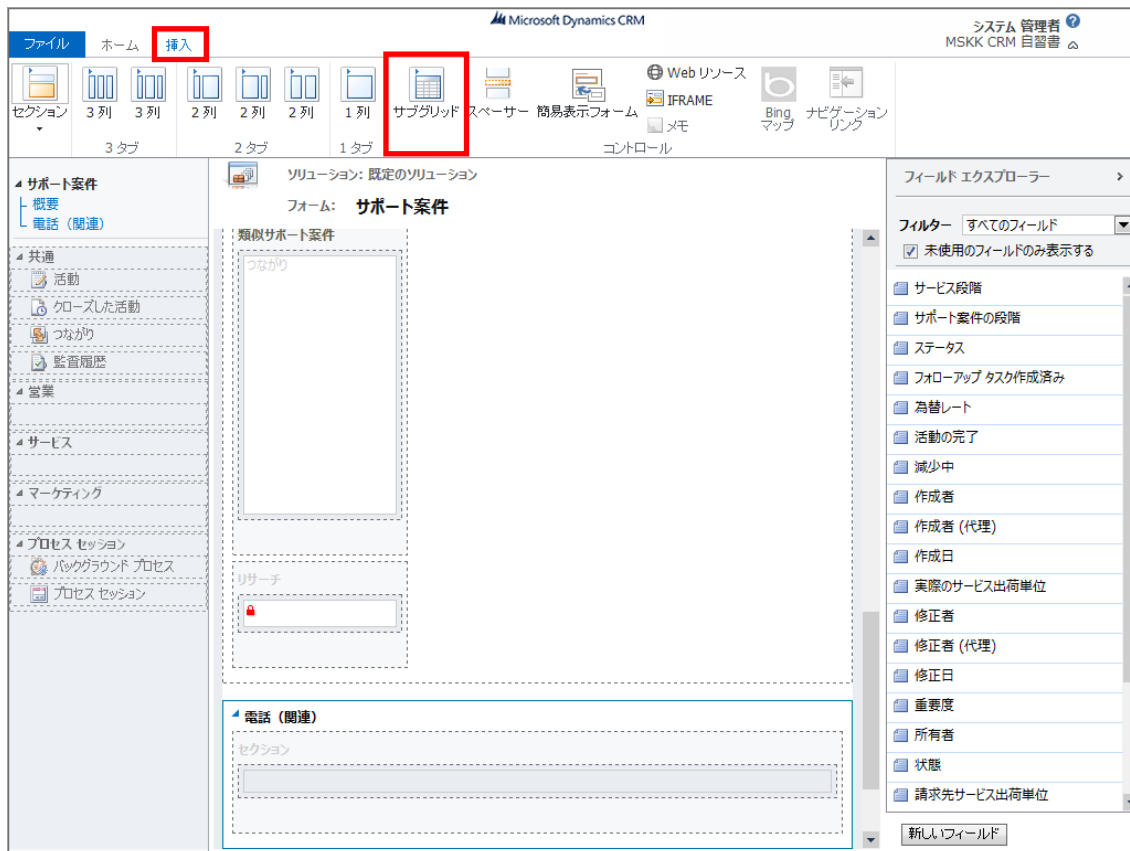 Microsoft Dynamics CRM
システム 管理者
MSKK CRM 自習書
ファイル
ホーム
挿入
セクション
3 列
3 列
2 列
2 列
2 列
1 列
サブグリッド
スペーサー
簡易表示フォーム
Web リソース
IFRAME
メモ
Bing
マップ
ナビゲーション
リンク
3 タブ
2 タブ
1 タブ
コントロール
サポート案件
概要
電話（関連）
共通
活動
クローズした活動
つながり
監査履歴
営業
サービス
マーケティング
プロセス セッション
バックグラウンド プロセス
プロセス セッション
ソリューション: 既定のソリューション
フォーム: サポート案件
類似サポート案件
つながり
リサーチ
電話（関連）
セクション
フィールド エクスプローラー
フィルター すべてのフィールド
未使用のフィールドのみ表示する
サービス段階
サポート案件の段階
ステータス
フォローアップ タスク作成済み
為替レート
活動の完了
減少中
作成者
作成者 (代理)
作成日
実際のサービス出荷単位
修正者
修正者 (代理)
修正日
重要度
所有者
状態
請求先サービス出荷単位
新しいフィールド